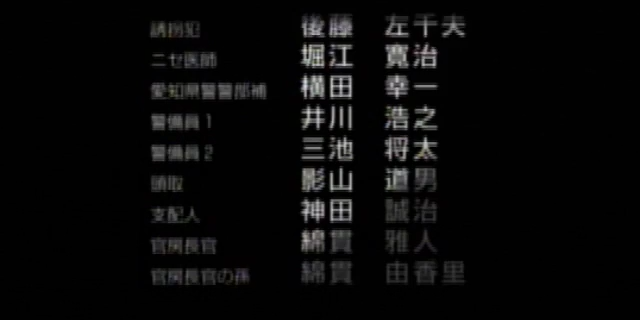 誘拐犯 後藤 左千夫
ニセ医師 堀江 寛治
愛知県警警部補 横田 幸一
警備員1 井川 浩之
警備員2 三池 将太
頭取 影山 道男
支配人 神田 誠治
官房長官 綿貫 雅人
官房長官の孫 綿貫 由香里